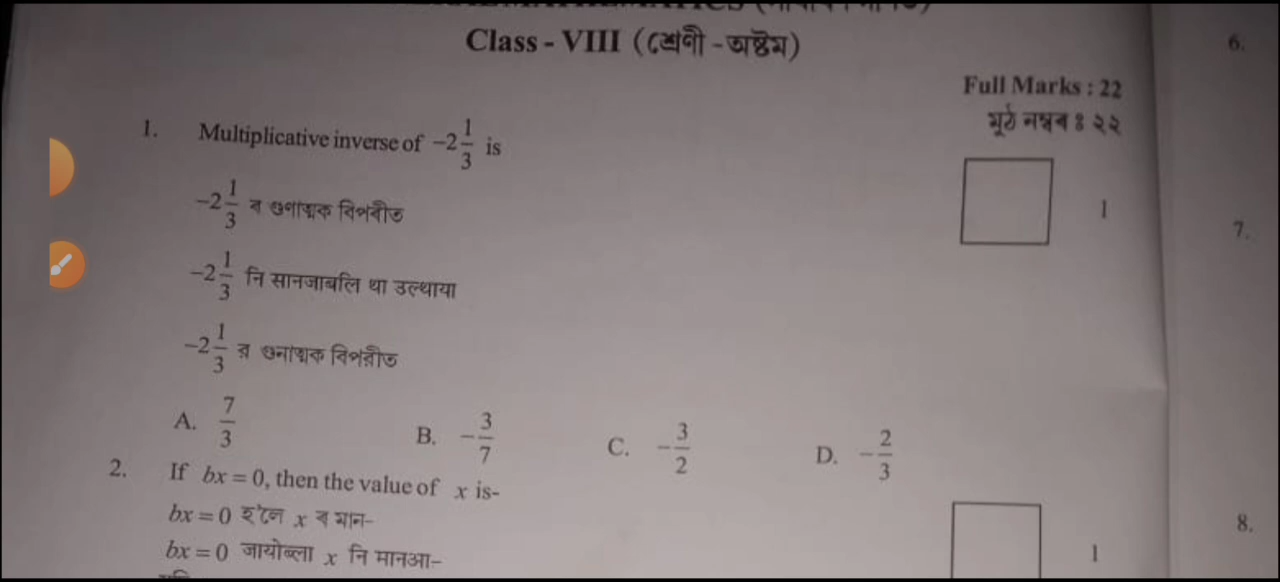 Class - VIII (শ্ৰেণী -অষ্টম)
Full Marks : 22
মুঠ নম্বৰ ঃ ২২
1. Multiplicative inverse of −2 1/3 is
1
−2 1/3 ৰ গুণাত্মক বিপৰীত
−2 1/3 नि सानजाबलि था उल्थाया
−2 1/3 র গুনাত্মক বিপরীত
A. 7/3 B. −3/7 C. −3/2 D. −2/3
2. If bx = 0, then the value of x is-
bx = 0 হ'লে x ৰ মান-
bx = 0 जायोब्ला x नि मानआ-
1
6.
7.
8.